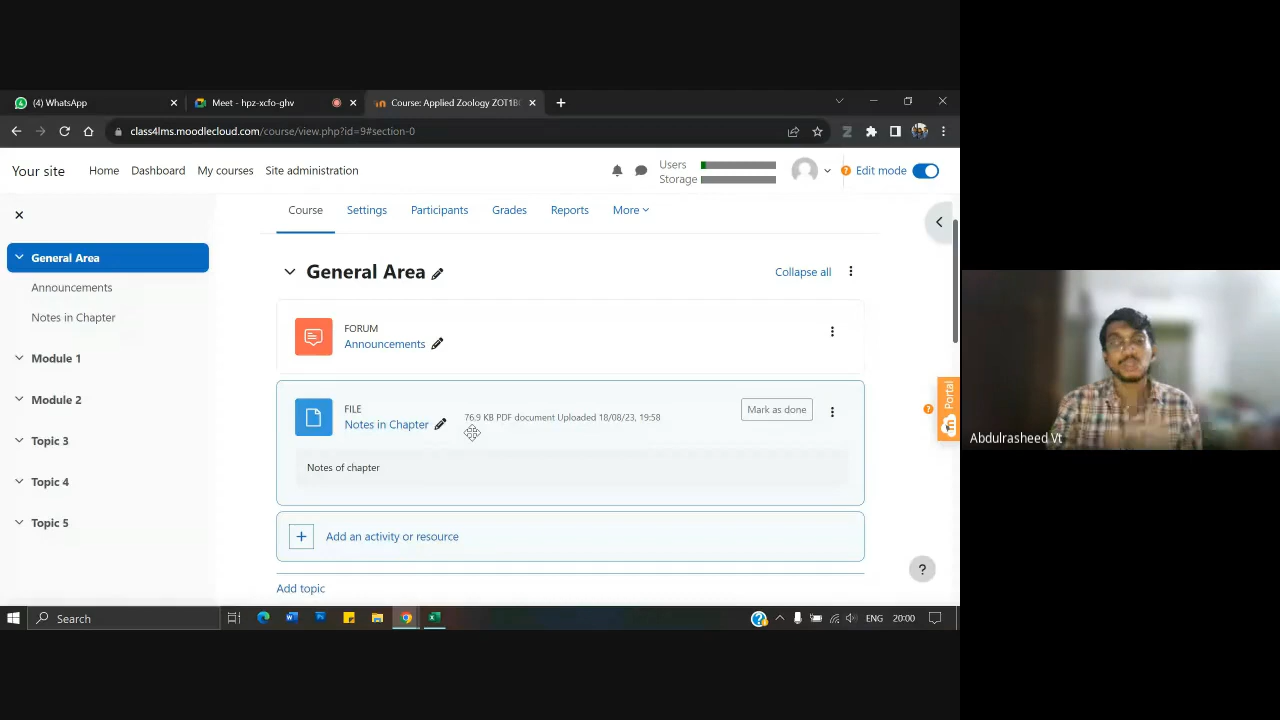 (4) WhatsApp
Meet - hpz-xcfo-ghv
Course: Applied Zoology ZOT1B
class4lms.moodlecloud.com/course/view.php?id=9#section-0
Your site
Home
Dashboard
My courses
Site administration
Users
Storage
Edit mode
Course
Settings
Participants
Grades
Reports
More
General Area
Announcements
Notes in Chapter
Module 1
Module 2
Topic 3
Topic 4
Topic 5
General Area
Collapse all
FORUM
Announcements
FILE
Notes in Chapter
76.9 KB PDF document Uploaded 18/08/23, 19:58
Mark as done
Notes of chapter
Add an activity or resource
Add topic
Portal
Abdulrasheed Vt
Search
ENG
20:00